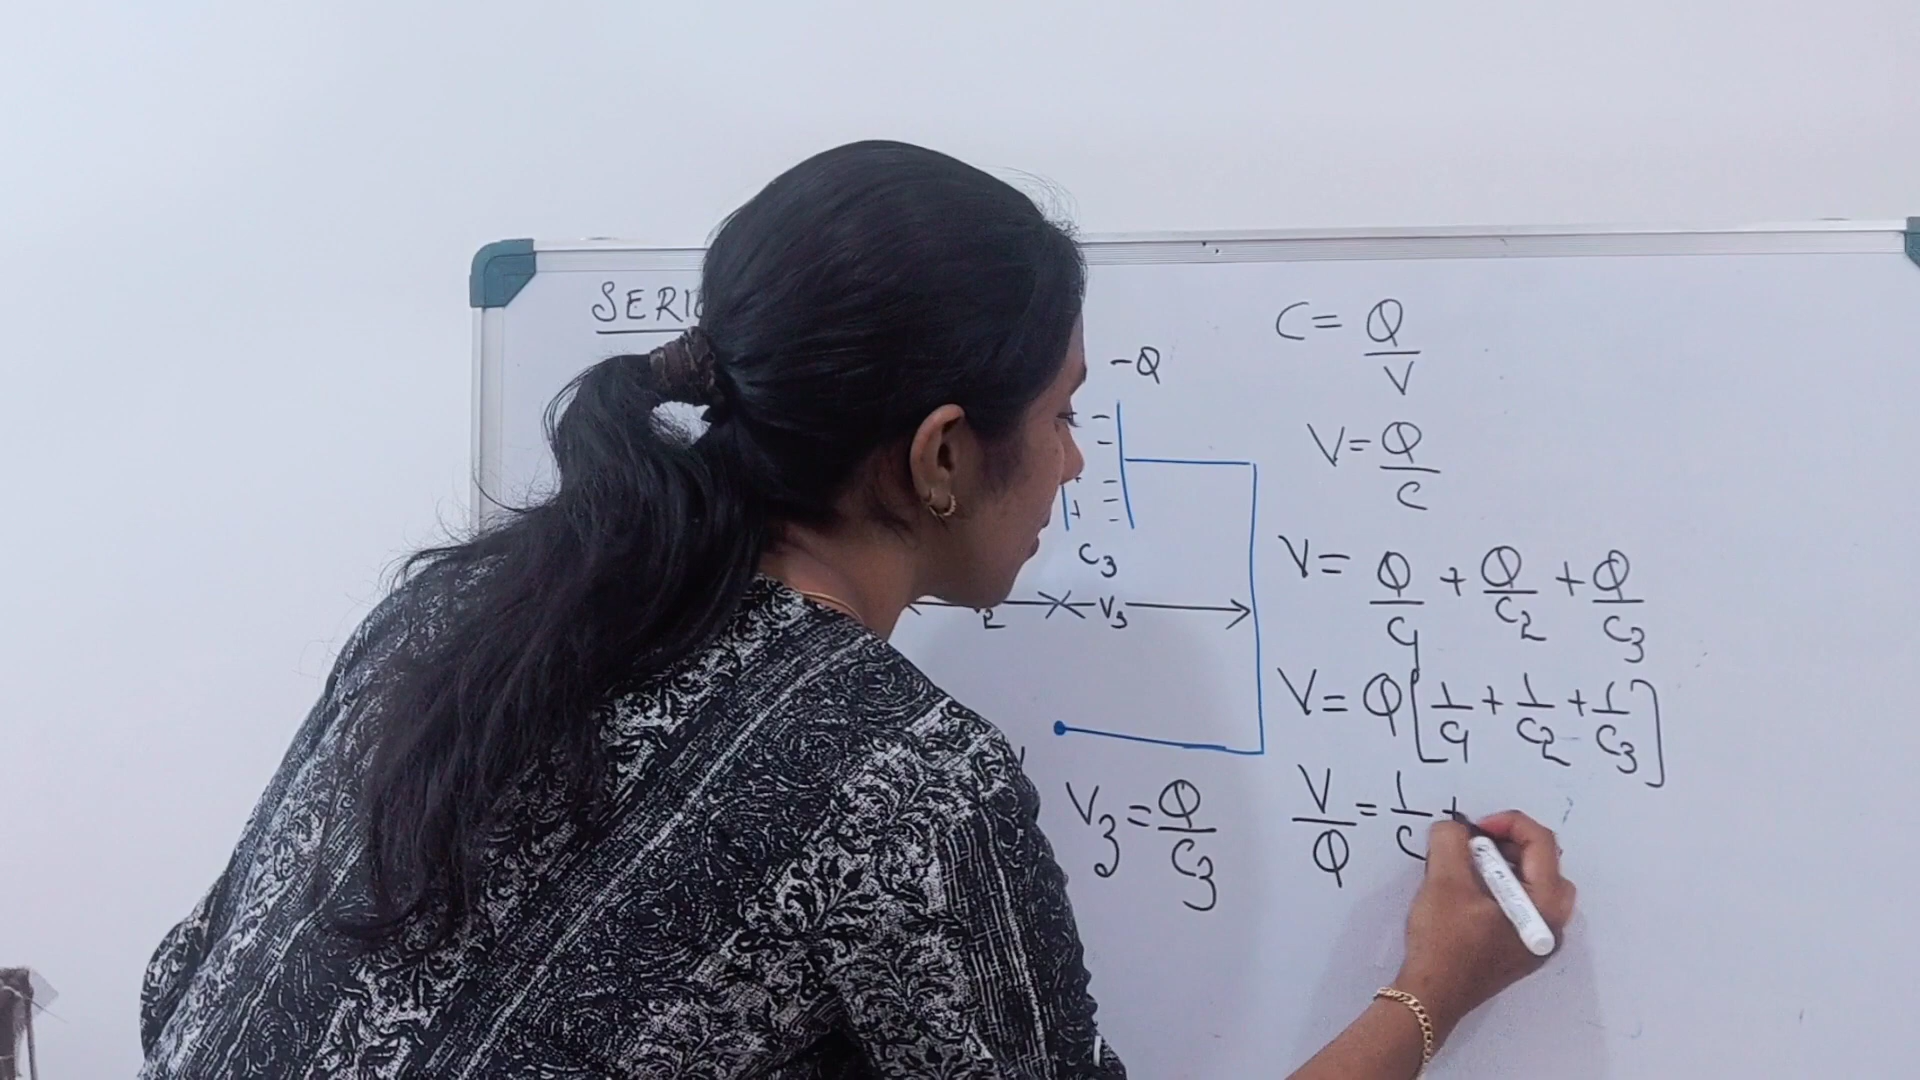 SERI
-Q
C3
V3
V3 = Q/C3
C = Q/V
V = Q/C
V = Q/C1 + Q/C2 + Q/C3
V = Q[1/C1 + 1/C2 + 1/C3]
V/Q = 1/C +